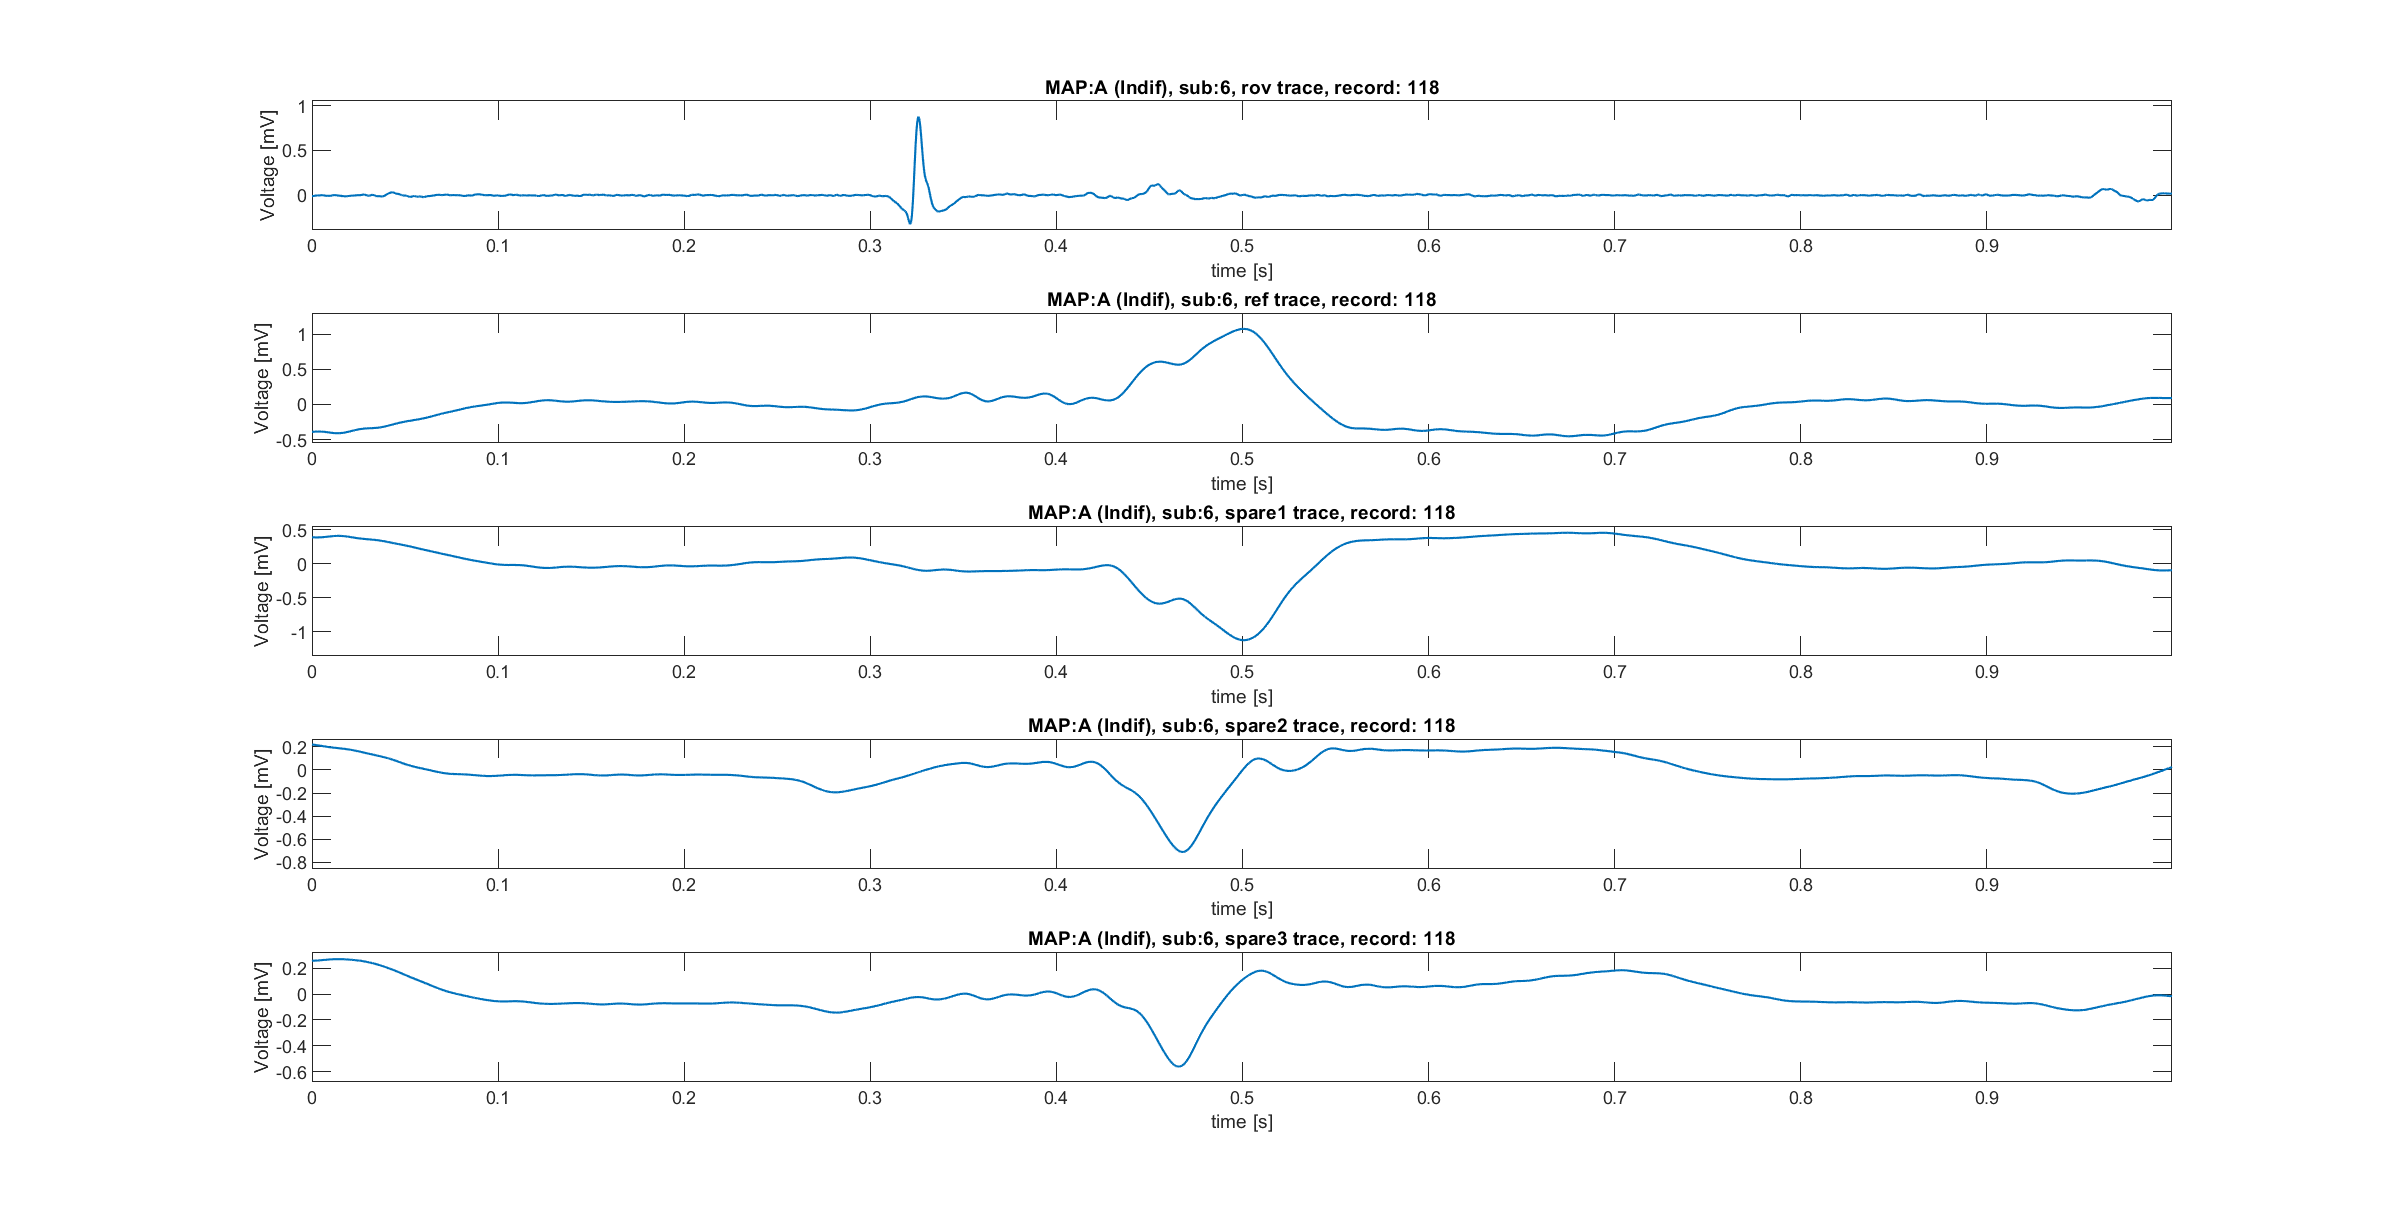 MAP:A (Indif), sub:6, rov trace, record: 118
Voltage [mV]
1
0.5
0
0 0.1 0.2 0.3 0.4 0.5 0.6 0.7 0.8 0.9
time [s]
MAP:A (Indif), sub:6, ref trace, record: 118
Voltage [mV]
1
0.5
0
-0.5
0 0.1 0.2 0.3 0.4 0.5 0.6 0.7 0.8 0.9
time [s]
MAP:A (Indif), sub:6, spare1 trace, record: 118
Voltage [mV]
0.5
0
-0.5
-1
0 0.1 0.2 0.3 0.4 0.5 0.6 0.7 0.8 0.9
time [s]
MAP:A (Indif), sub:6, spare2 trace, record: 118
Voltage [mV]
0.2
0
-0.2
-0.4
-0.6
-0.8
0 0.1 0.2 0.3 0.4 0.5 0.6 0.7 0.8 0.9
time [s]
MAP:A (Indif), sub:6, spare3 trace, record: 118
Voltage [mV]
0.2
0
-0.2
-0.4
-0.6
0 0.1 0.2 0.3 0.4 0.5 0.6 0.7 0.8 0.9
time [s]